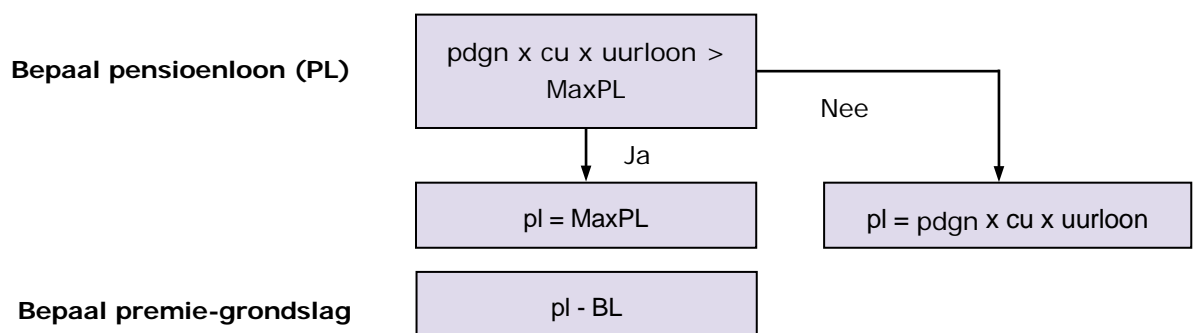 Bepaal pensioenloon (PL)
pdgn x cu x uurloon >
MaxPL
Nee
Ja
pl = MaxPL
pl = pdgn x cu x uurloon
Bepaal premie-grondslag
pl - BL